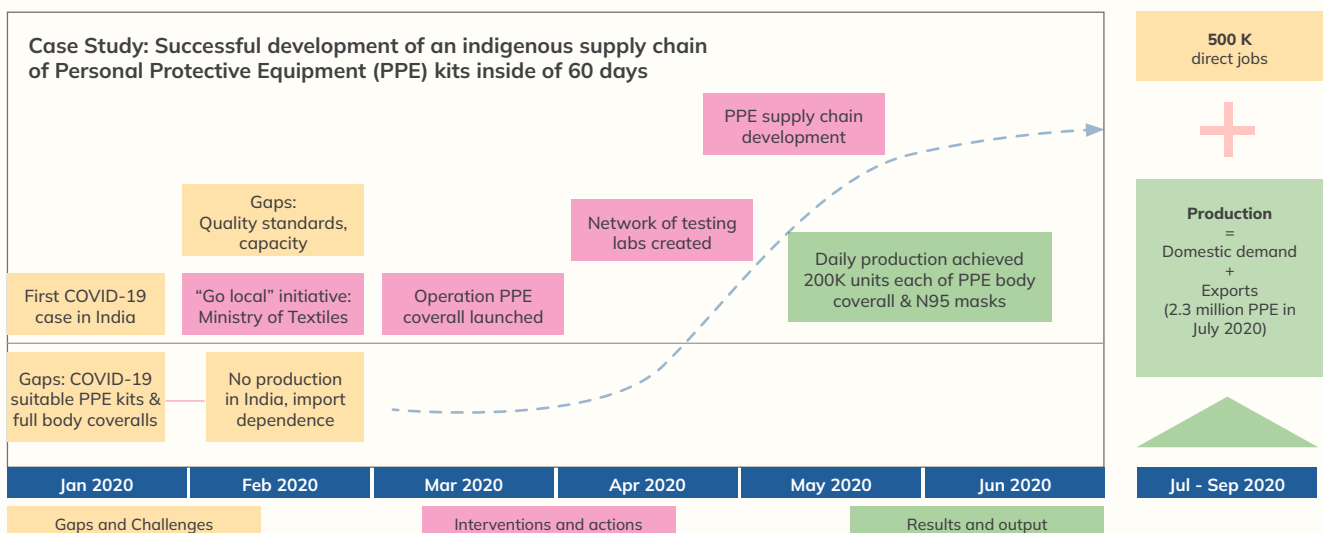 Case Study: Successful development of an indigenous supply chain
of Personal Protective Equipment (PPE) kits inside of 60 days
500 K
direct jobs
PPE supply chain
development
Gaps:
Quality standards,
capacity
Network of testing
labs created
Production
=
Domestic demand
+
Exports
(2.3 million PPE in
July 2020)
Daily production achieved
200K units each of PPE body
coverall & N95 masks
First COVID-19
case in India
“Go local” initiative:
Ministry of Textiles
Operation PPE
coverall launched
Gaps: COVID-19
suitable PPE kits &
full body coveralls
No production
in India, import
dependence
Jan 2020
Feb 2020
Mar 2020
Apr 2020
May 2020
Jun 2020
Jul - Sep 2020
Gaps and Challenges
Interventions and actions
Results and output